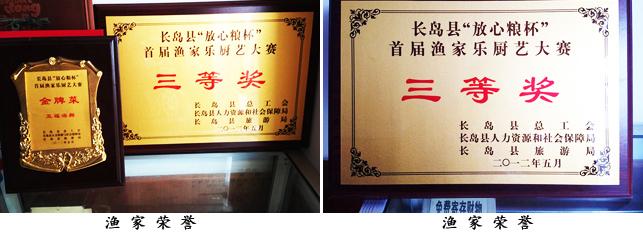 长岛县“放心粮杯”
首届渔家乐厨艺大赛
金牌菜
长岛县“放心粮杯”
首届渔家乐厨艺大赛
三等奖
长岛县总工会
长岛县人力资源和社会保障局
长岛县旅游局
二〇一二年五月
渔家荣誉
长岛县“放心粮杯”
首届渔家乐厨艺大赛
三等奖
长岛县总工会
长岛县人力资源和社会保障局
长岛县旅游局
二〇一二年五月
免费寄存财物
渔家荣誉